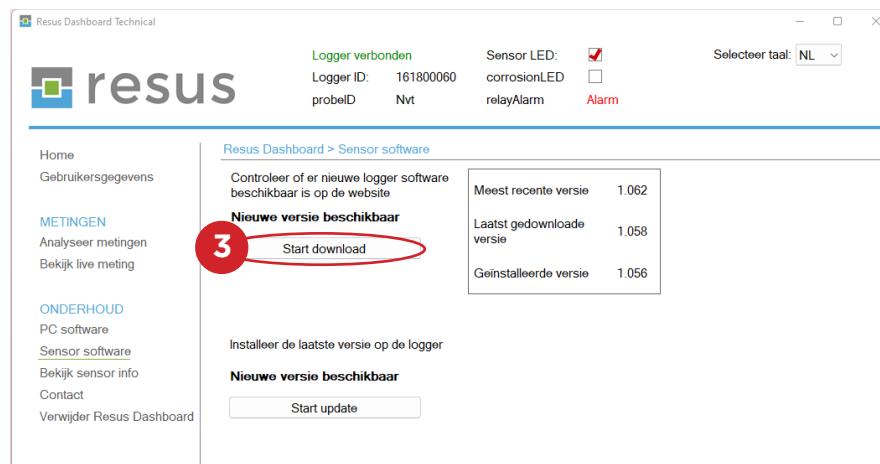 Resus Dashboard Technical
resus
Logger verbonden
Logger ID: 161800060
probeID Nvt
Sensor LED:
corrosionLED
relayAlarm Alarm
Selecteer taal: NL
Home
Gebruikersgegevens
METINGEN
Analyseer metingen
Bekijk live meting
ONDERHOUD
PC software
Sensor software
Bekijk sensor info
Contact
Verwijder Resus Dashboard
Resus Dashboard > Sensor software
Controleer of er nieuwe logger software
beschikbaar is op de website
Nieuwe versie beschikbaar
3
Start download
Meest recente versie 1.062
Laatst gedownloade
versie 1.058
Geïnstalleerde versie 1.056
Installeer de laatste versie op de logger
Nieuwe versie beschikbaar
Start update